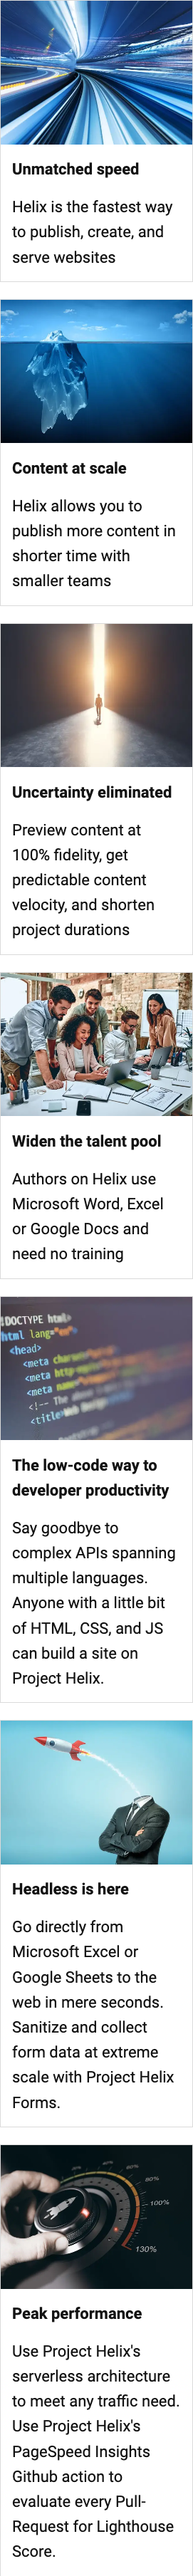 Unmatched speed
Helix is the fastest way
to publish, create, and
serve websites
Content at scale
Helix allows you to
publish more content in
shorter time with
smaller teams
Uncertainty eliminated
Preview content at
100% fidelity, get
predictable content
velocity, and shorten
project durations
Widen the talent pool
Authors on Helix use
Microsoft Word, Excel
or Google Docs and
need no training
DOCTYPE html>
html lang="en">
<head>
<meta
<meta
<meta name=
<!-- The above
<title>
The low-code way to
developer productivity
Say goodbye to
complex APIs spanning
multiple languages.
Anyone with a little bit
of HTML, CSS, and JS
can build a site on
Project Helix.
Headless is here
Go directly from
Microsoft Excel or
Google Sheets to the
web in mere seconds.
Sanitize and collect
form data at extreme
scale with Project Helix
Forms.
80%
100%
130%
Peak performance
Use Project Helix's
serverless architecture
to meet any traffic need.
Use Project Helix's
PageSpeed Insights
Github action to
evaluate every Pull-
Request for Lighthouse
Score.